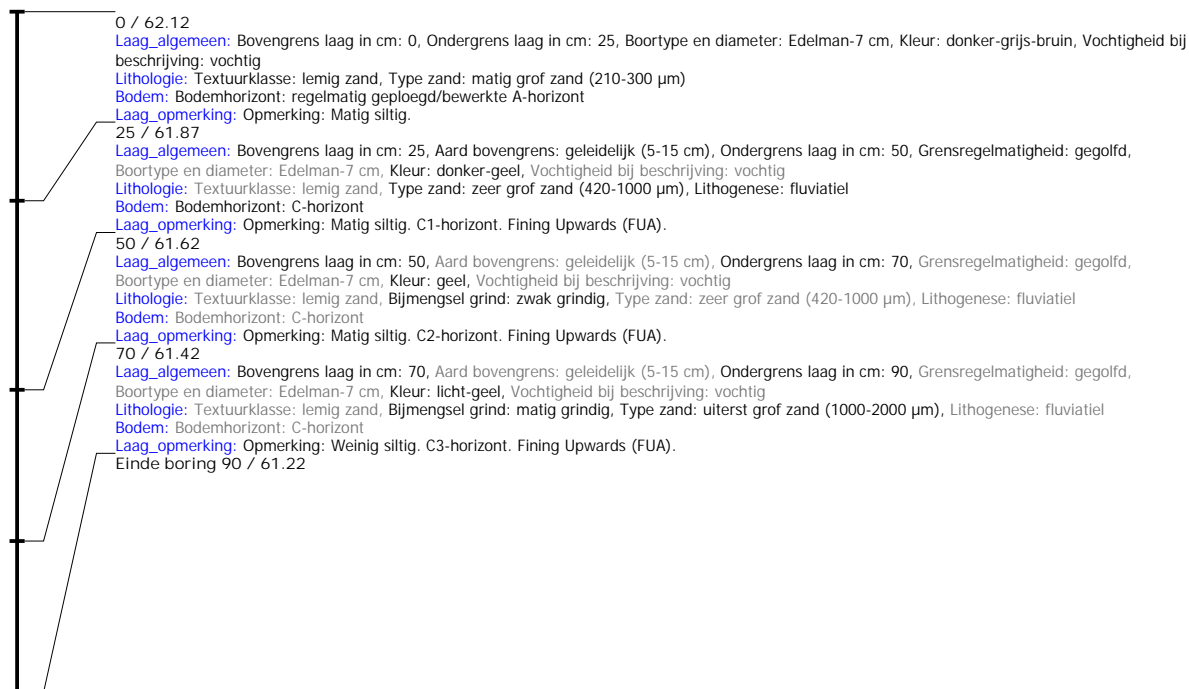 0 / 62.12
Laag_algemeen: Bovengrens laag in cm: 0, Ondergrens laag in cm: 25, Boortype en diameter: Edelman-7 cm, Kleur: donker-grijs-bruin, Vochtigheid bij
beschrijving: vochtig
Lithologie: Textuurklasse: lemig zand, Type zand: matig grof zand (210-300 µm)
Bodem: Bodemhorizont: regelmatig geploegd/bewerkte A-horizont
Laag_opmerking: Opmerking: Matig siltig.
25 / 61.87
Laag_algemeen: Bovengrens laag in cm: 25, Aard bovengrens: geleidelijk (5-15 cm), Ondergrens laag in cm: 50, Grensregelmatigheid: gegolfd,
Boortype en diameter: Edelman-7 cm, Kleur: donker-geel, Vochtigheid bij beschrijving: vochtig
Lithologie: Textuurklasse: lemig zand, Type zand: zeer grof zand (420-1000 µm), Lithogenese: fluviatiel
Bodem: Bodemhorizont: C-horizont
Laag_opmerking: Opmerking: Matig siltig. C1-horizont. Fining Upwards (FUA).
50 / 61.62
Laag_algemeen: Bovengrens laag in cm: 50, Aard bovengrens: geleidelijk (5-15 cm), Ondergrens laag in cm: 70, Grensregelmatigheid: gegolfd,
Boortype en diameter: Edelman-7 cm, Kleur: geel, Vochtigheid bij beschrijving: vochtig
Lithologie: Textuurklasse: lemig zand, Bijmengsel grind: zwak grindig, Type zand: zeer grof zand (420-1000 µm), Lithogenese: fluviatiel
Bodem: Bodemhorizont: C-horizont
Laag_opmerking: Opmerking: Matig siltig. C2-horizont. Fining Upwards (FUA).
70 / 61.42
Laag_algemeen: Bovengrens laag in cm: 70, Aard bovengrens: geleidelijk (5-15 cm), Ondergrens laag in cm: 90, Grensregelmatigheid: gegolfd,
Boortype en diameter: Edelman-7 cm, Kleur: licht-geel, Vochtigheid bij beschrijving: vochtig
Lithologie: Textuurklasse: lemig zand, Bijmengsel grind: matig grindig, Type zand: uiterst grof zand (1000-2000 µm), Lithogenese: fluviatiel
Bodem: Bodemhorizont: C-horizont
Laag_opmerking: Opmerking: Weinig siltig. C3-horizont. Fining Upwards (FUA).
Einde boring 90 / 61.22